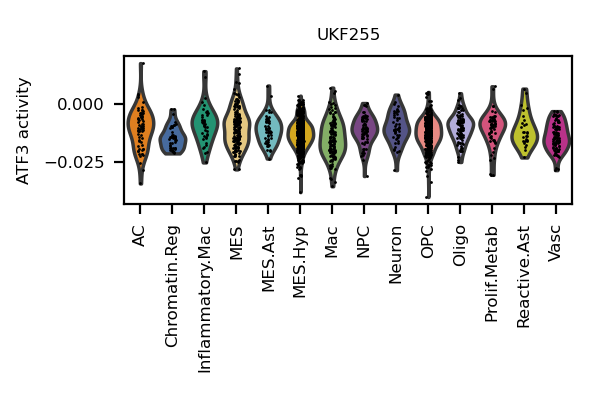 UKF255
ATF3 activity
0.000
−0.025
AC
Chromatin.Reg
Inflammatory.Mac
MES
MES.Ast
MES.Hyp
Mac
NPC
Neuron
OPC
Oligo
Prolif.Metab
Reactive.Ast
Vasc